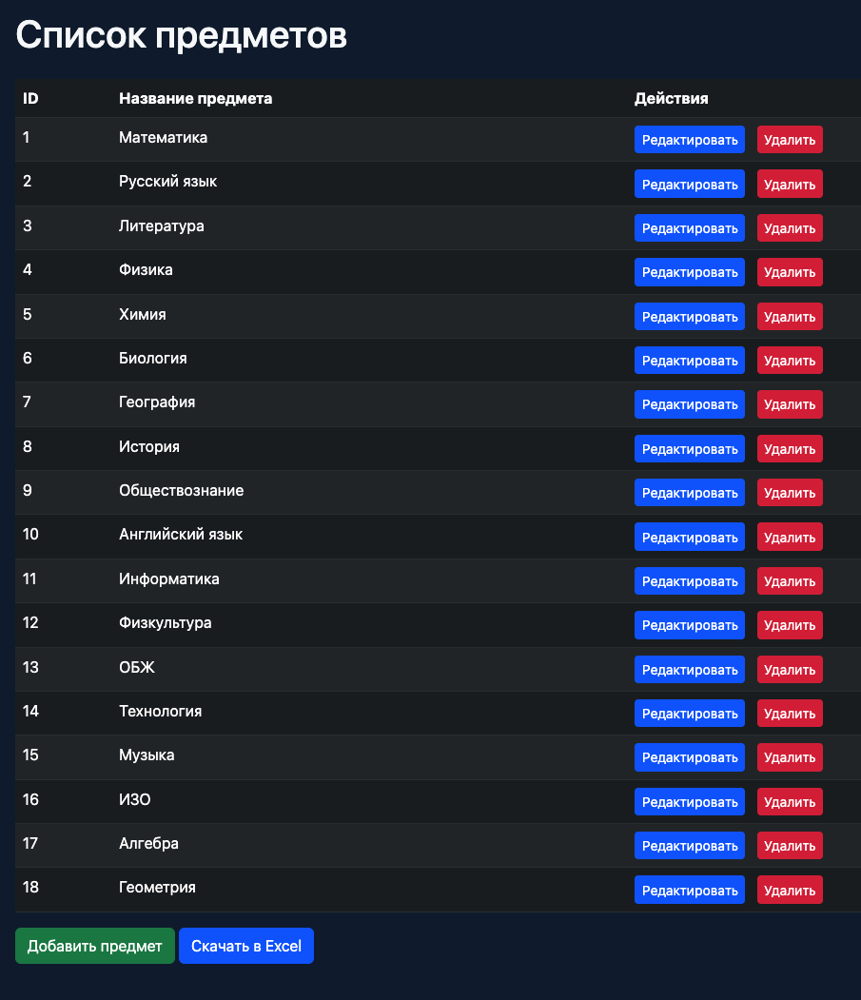 Список предметов
ID Название предмета Действия
1 Математика Редактировать Удалить
2 Русский язык Редактировать Удалить
3 Литература Редактировать Удалить
4 Физика Редактировать Удалить
5 Химия Редактировать Удалить
6 Биология Редактировать Удалить
7 География Редактировать Удалить
8 История Редактировать Удалить
9 Обществознание Редактировать Удалить
10 Английский язык Редактировать Удалить
11 Информатика Редактировать Удалить
12 Физкультура Редактировать Удалить
13 ОБЖ Редактировать Удалить
14 Технология Редактировать Удалить
15 Музыка Редактировать Удалить
16 ИЗО Редактировать Удалить
17 Алгебра Редактировать Удалить
18 Геометрия Редактировать Удалить
Добавить предмет Скачать в Excel